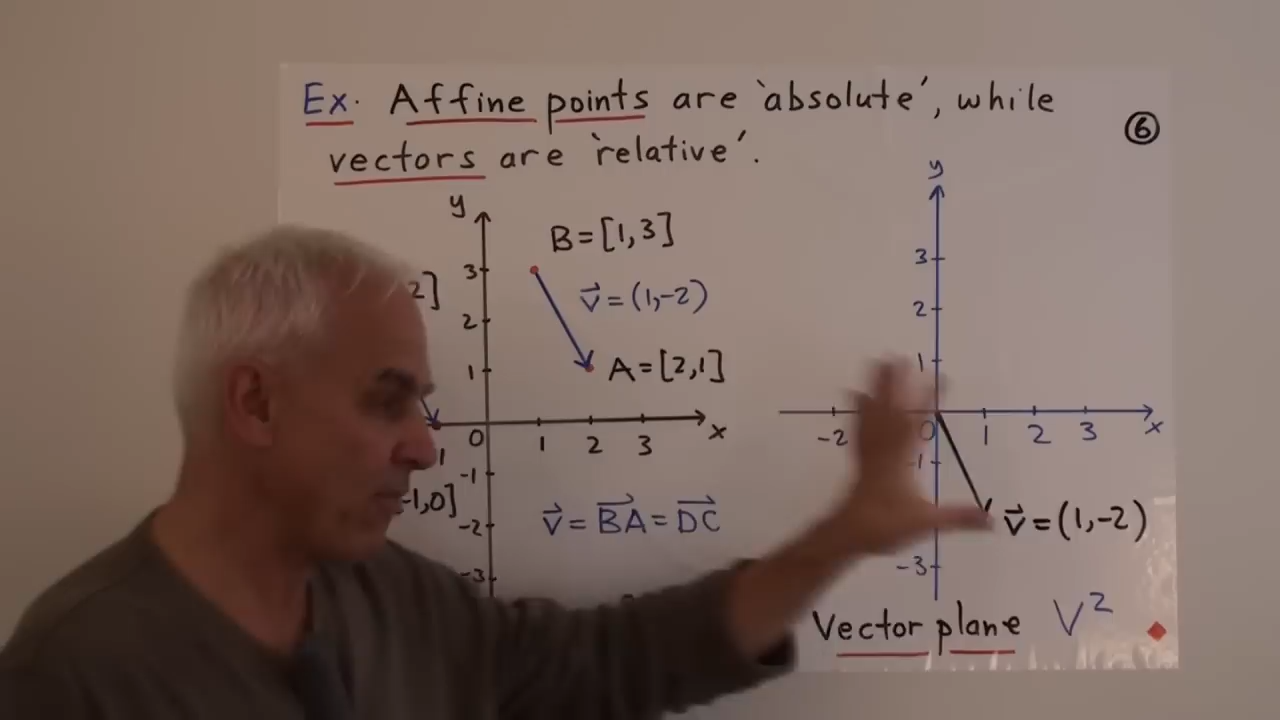 Ex. Affine points are 'absolute', while
vectors are 'relative'.
⑥
y
B=[1,3]
2]
3
v⃗=(1,-2)
2
1
A=[2,1]
0
1
2
3
x
1
-1
-1,0]
-2
v⃗=B͞A⃗=D͞C⃗
-3
y
3
2
1
-2
0
1
2
3
x
-1
v⃗=(1,-2)
-3
Vector plane V²